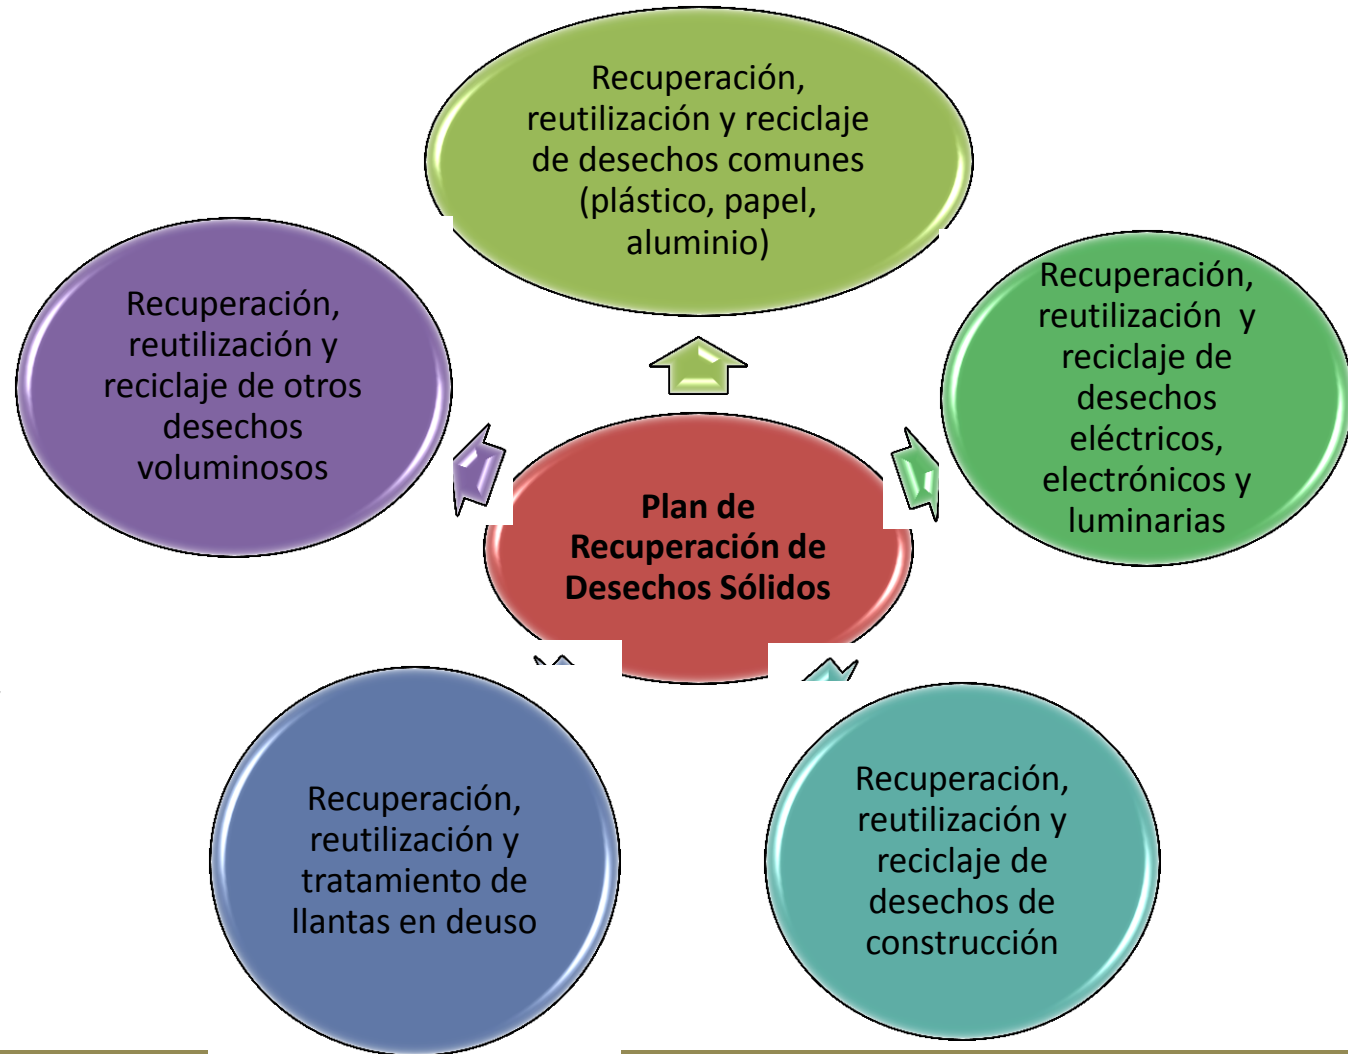 Recuperación,
reutilización y reciclaje
de desechos comunes
(plástico, papel,
aluminio)
Recuperación,
reutilización y
reciclaje de otros
desechos
voluminosos
Recuperación,
reutilización  y
reciclaje de
desechos
eléctricos,
electrónicos y
luminarias
Plan de
Recuperación de
Desechos Sólidos
Recuperación,
reutilización y
tratamiento de
llantas en deuso
Recuperación,
reutilización y
reciclaje de
desechos de
construcción